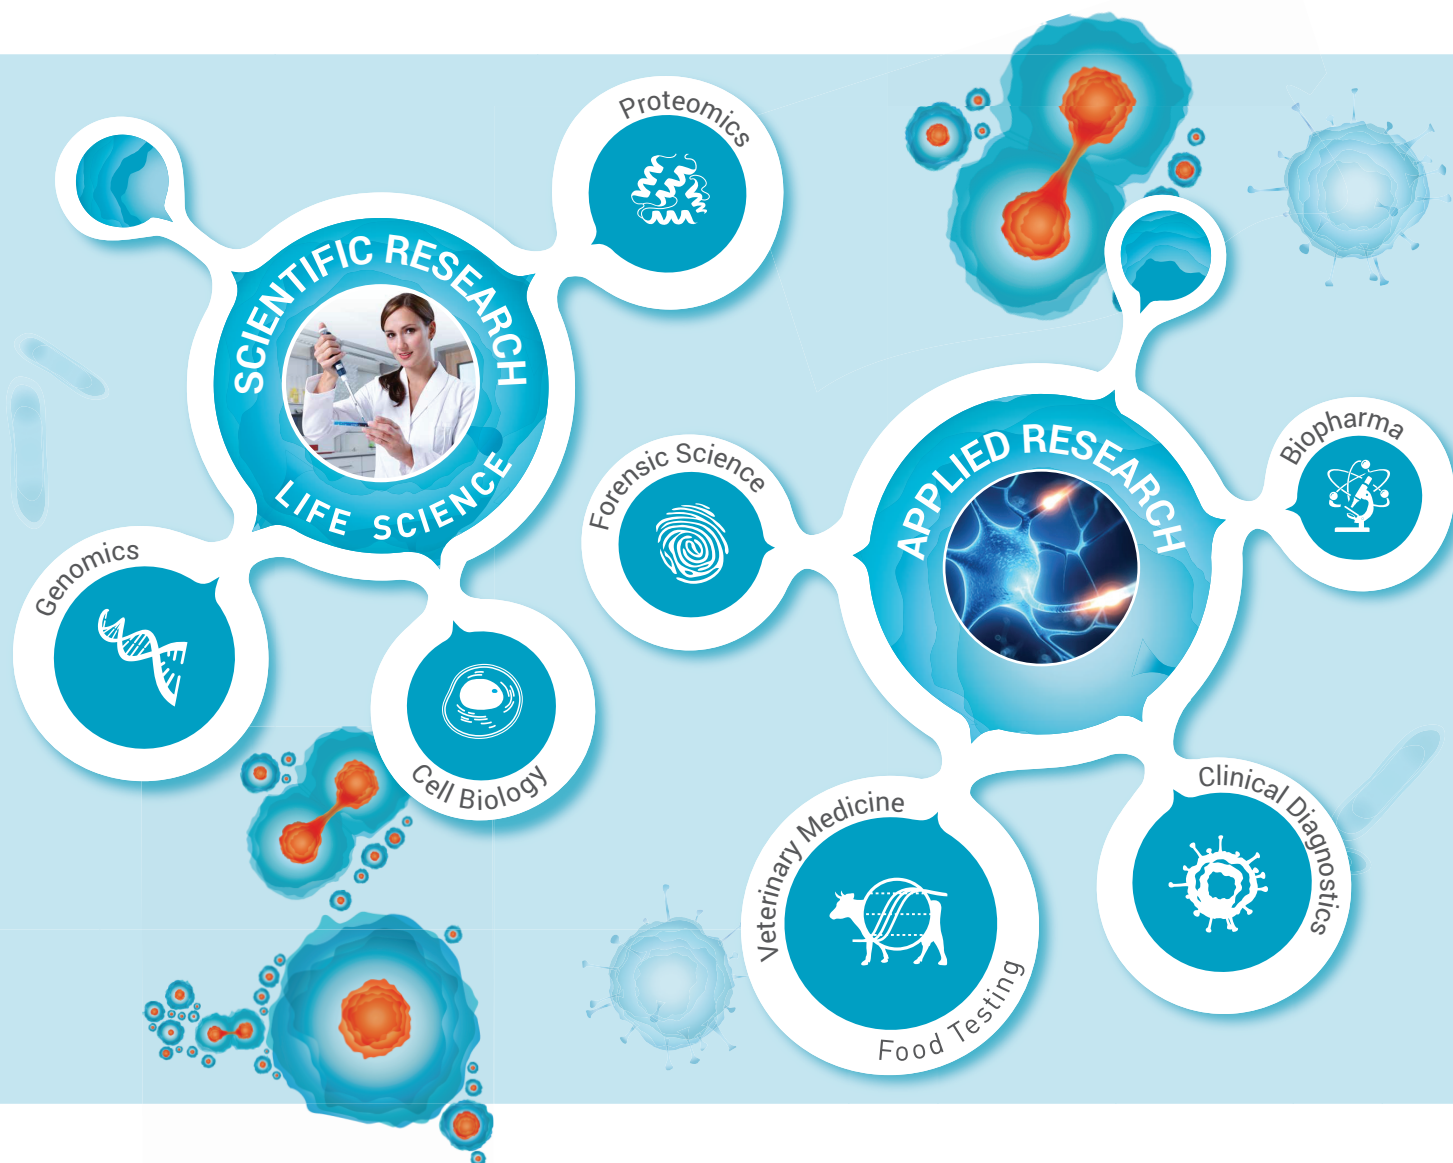 Proteomics
SCIENTIFIC RESEARCH
LIFE SCIENCE
Genomics
Cell Biology
Forensic Science
APPLIED RESEARCH
Biopharma
Veterinary Medicine
Food Testing
Clinical Diagnostics